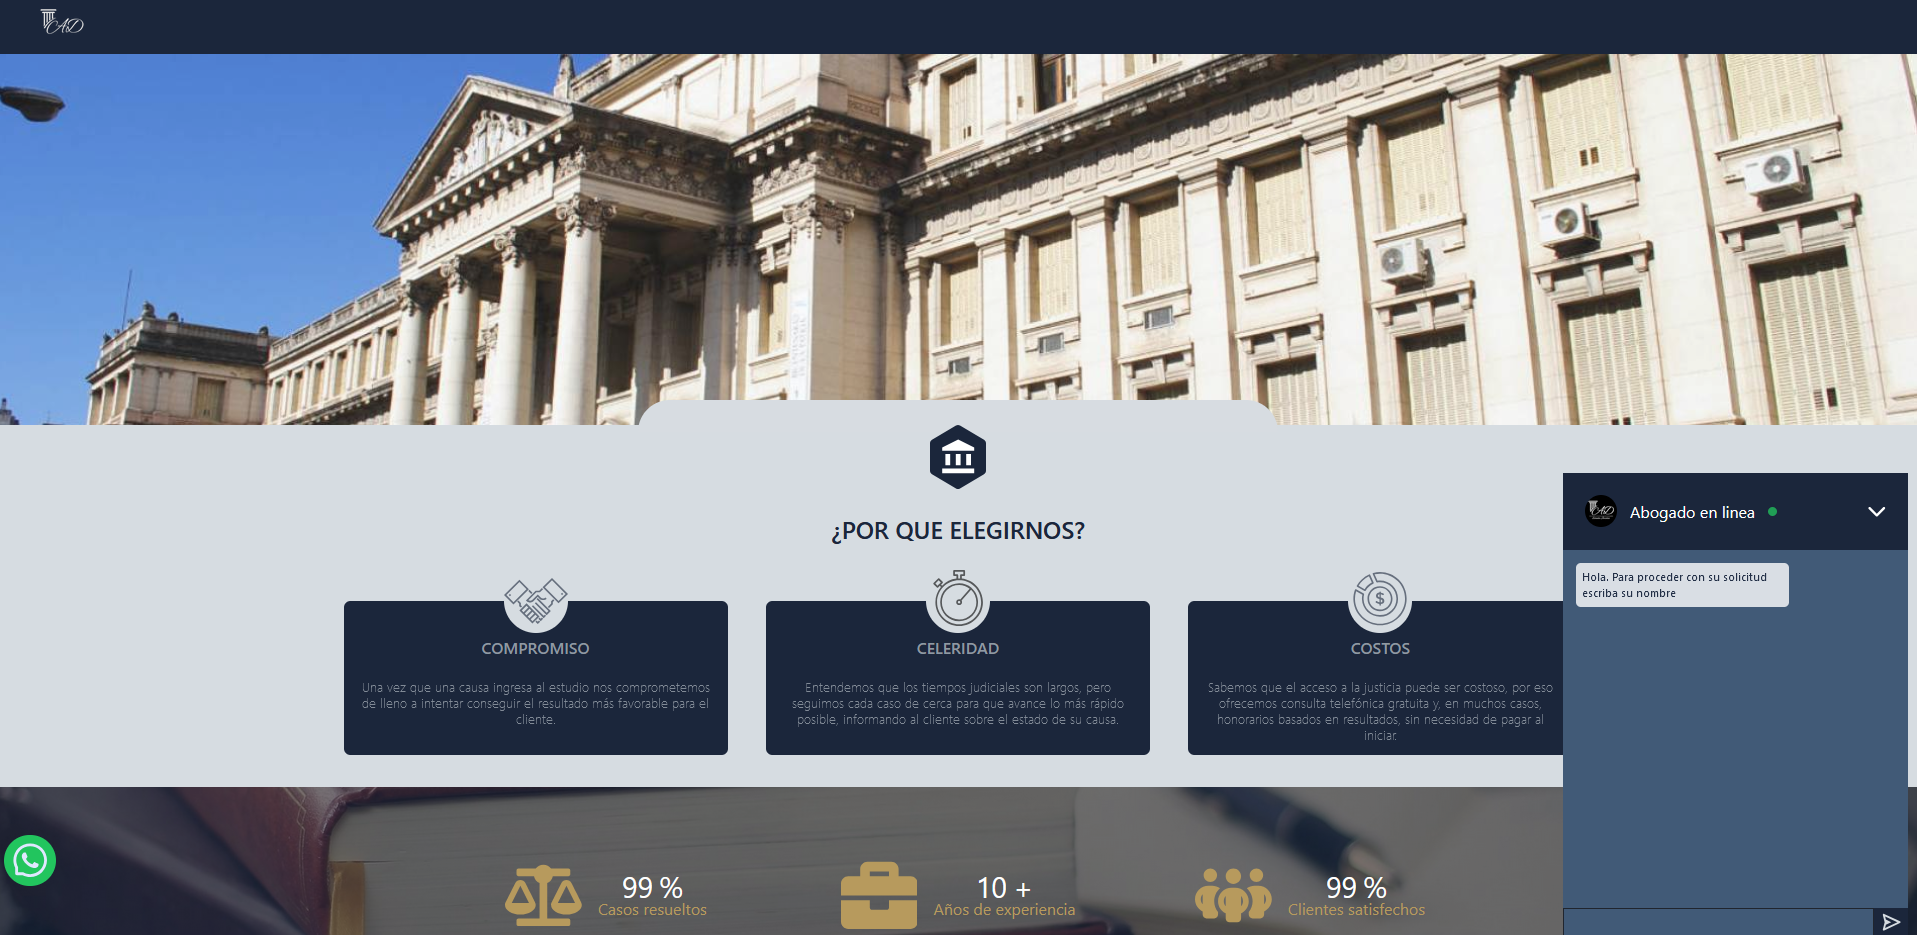 AD
¿POR QUE ELEGIRNOS?
COMPROMISO
Una vez que una causa ingresa al estudio nos comprometemos
de lleno a intentar conseguir el resultado más favorable para el
cliente.
CELERIDAD
Entendemos que los tiempos judiciales son largos, pero
seguimos cada caso de cerca para que avance lo más rápido
posible, informando al cliente sobre el estado de su causa.
COSTOS
Sabemos que el acceso a la justicia puede ser costoso, por eso
ofrecemos consulta telefónica gratuita y, en muchos casos,
honorarios basados en resultados, sin necesidad de pagar al
iniciar.
99 %
Casos resueltos
10 +
Años de experiencia
99 %
Clientes satisfechos
AD
Abogado en linea
Hola. Para proceder con su solicitud
escriba su nombre